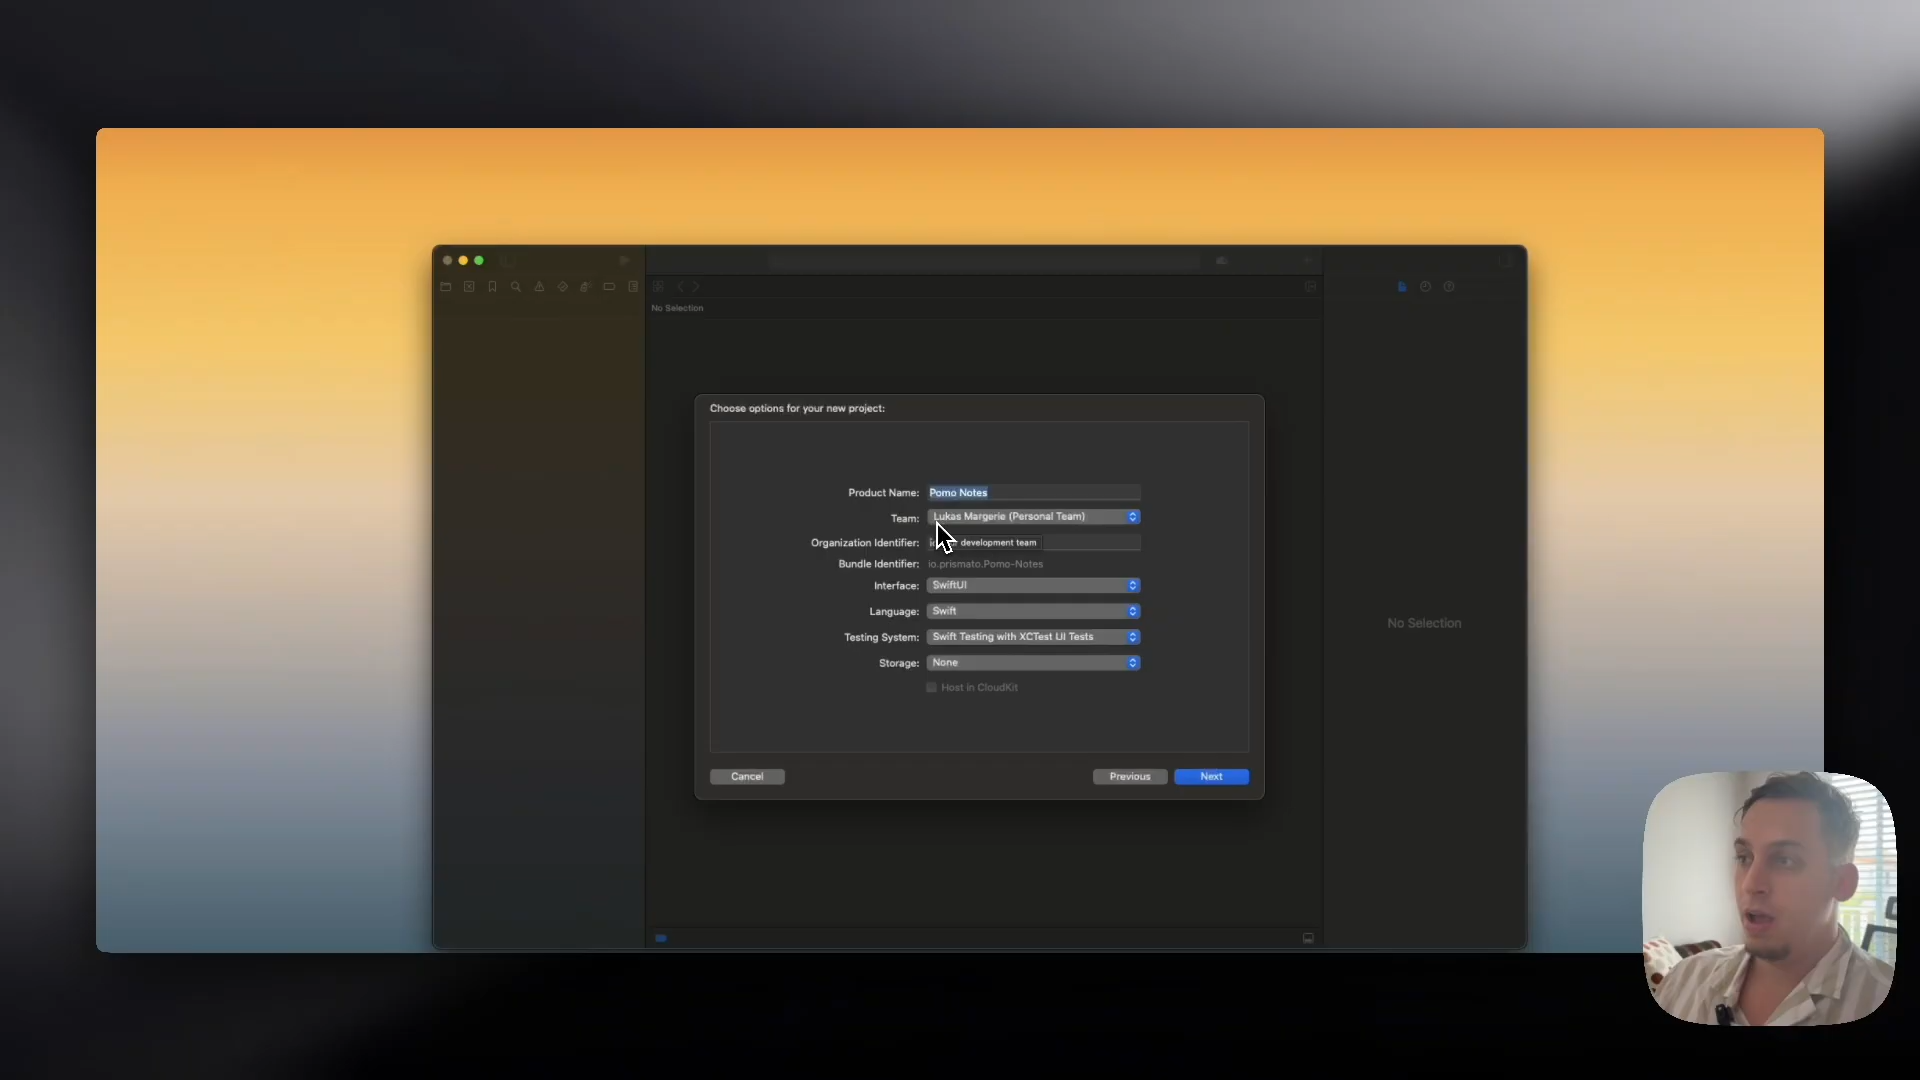 No Selection
Choose options for your new project:
Product Name: Pomo Notes
Team: Lukas Margerie (Personal Team)
Organization Identifier: development team
Bundle Identifier: io.prismato.Pomo-Notes
Interface: SwiftUI
Language: Swift
Testing System: Swift Testing with XCTest UI Tests
Storage: None
Host in CloudKit
No Selection
Cancel
Previous
Next